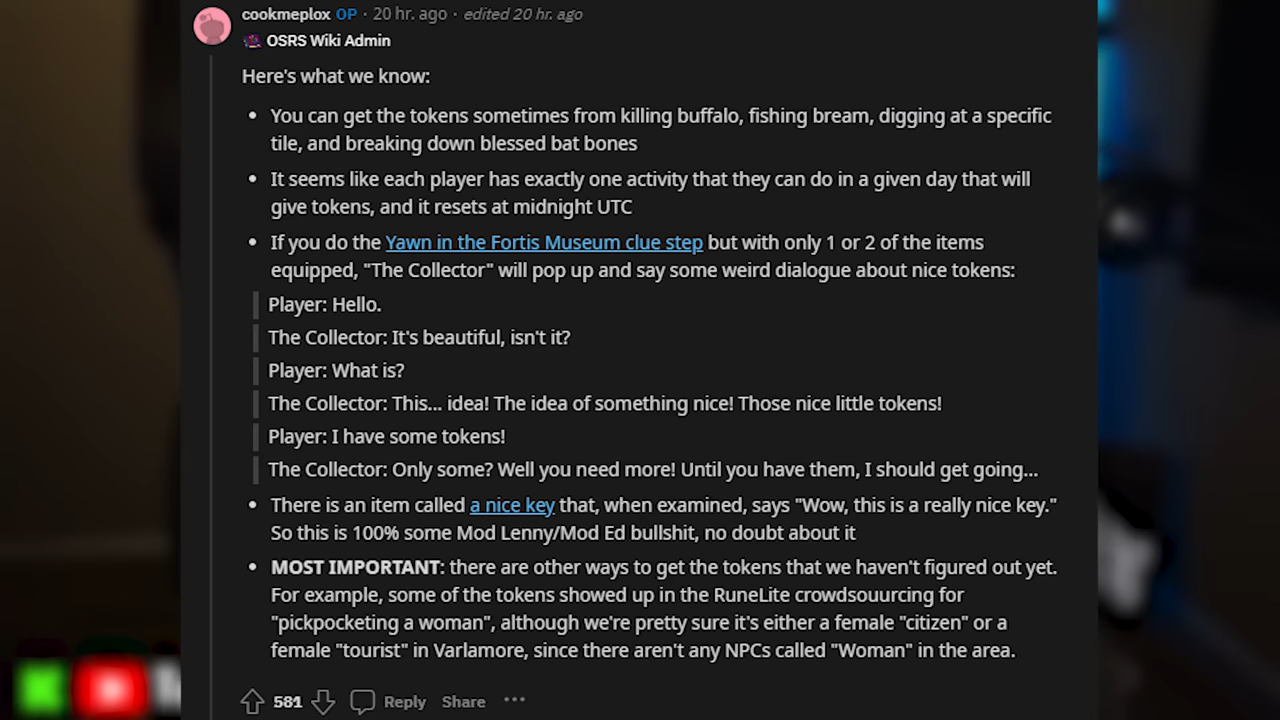 cookmeplox OP · 20 hr. ago · edited 20 hr. ago
OSRS Wiki Admin
Here's what we know:
• You can get the tokens sometimes from killing buffalo, fishing bream, digging at a specific
tile, and breaking down blessed bat bones
• It seems like each player has exactly one activity that they can do in a given day that will
give tokens, and it resets at midnight UTC
• If you do the Yawn in the Fortis Museum clue step but with only 1 or 2 of the items
equipped, "The Collector" will pop up and say some weird dialogue about nice tokens:
Player: Hello.
The Collector: It's beautiful, isn't it?
Player: What is?
The Collector: This... idea! The idea of something nice! Those nice little tokens!
Player: I have some tokens!
The Collector: Only some? Well you need more! Until you have them, I should get going...
• There is an item called a nice key that, when examined, says "Wow, this is a really nice key."
So this is 100% some Mod Lenny/Mod Ed bullshit, no doubt about it
• MOST IMPORTANT: there are other ways to get the tokens that we haven't figured out yet.
For example, some of the tokens showed up in the RuneLite crowdsouurcing for
"pickpocketing a woman", although we're pretty sure it's either a female "citizen" or a
female "tourist" in Varlamore, since there aren't any NPCs called "Woman" in the area.
581 Reply Share ···